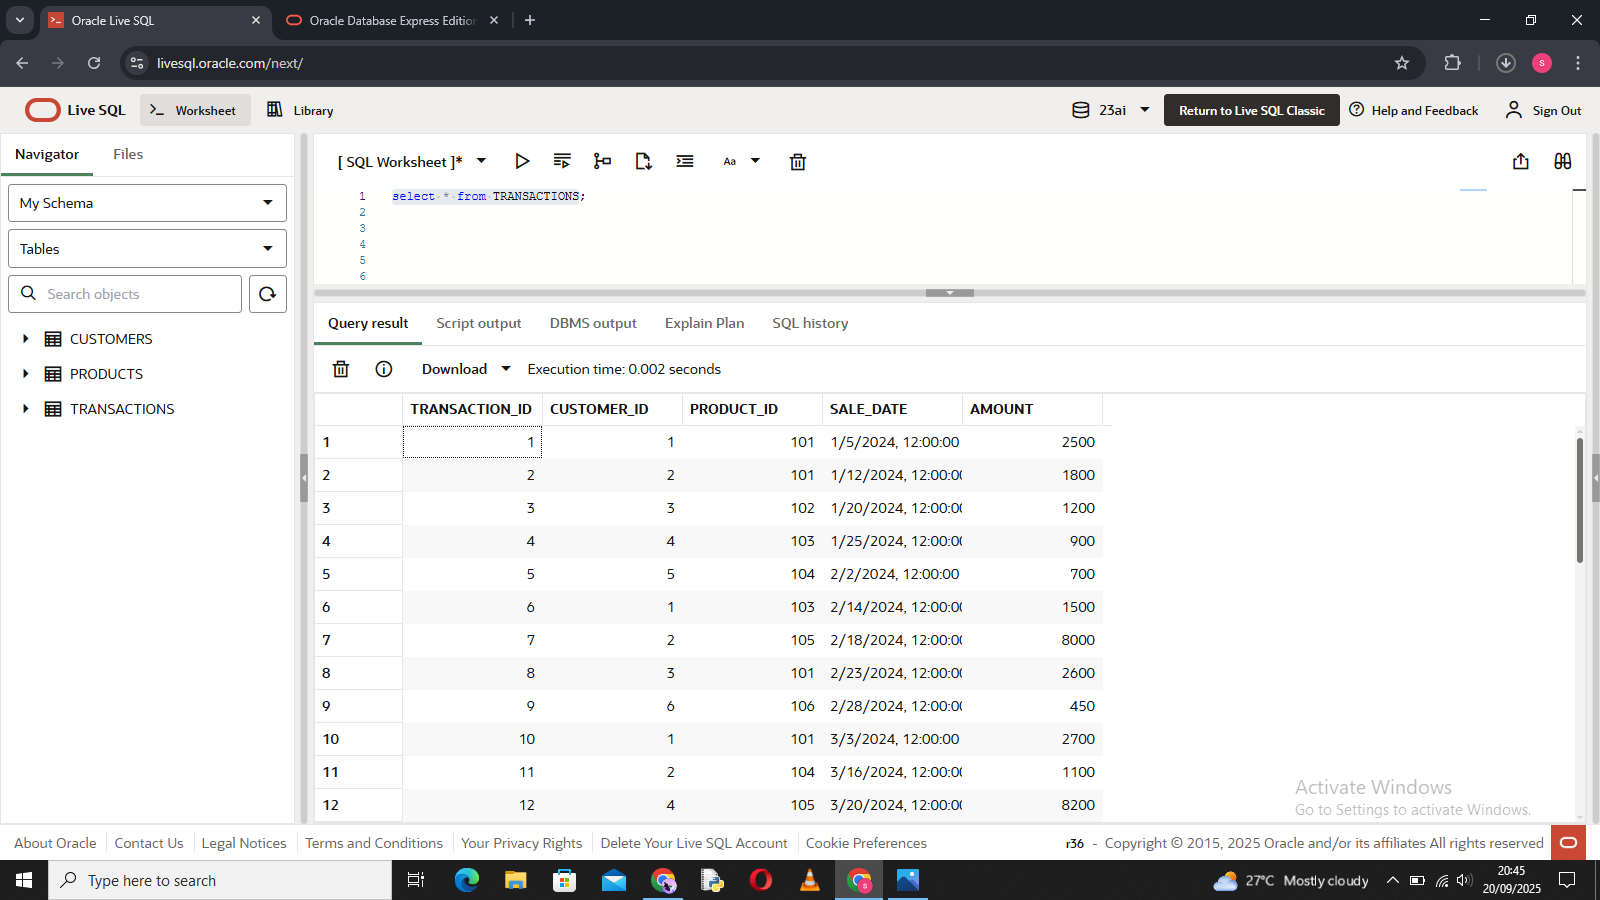 Oracle Live SQL
Oracle Database Express Editio
livesql.oracle.com/next/
S
Live SQL
Worksheet
Library
23ai
Return to Live SQL Classic
Help and Feedback
Sign Out
Navigator
Files
My Schema
Tables
Search objects
CUSTOMERS
PRODUCTS
TRANSACTIONS
[ SQL Worksheet ]*
Aa
1 select * from TRANSACTIONS;
2
3
4
5
6
Query result Script output DBMS output Explain Plan SQL history
Download Execution time: 0.002 seconds
TRANSACTION_ID CUSTOMER_ID PRODUCT_ID SALE_DATE AMOUNT
1 1 1 101 1/5/2024, 12:00:00 2500
2 2 2 101 1/12/2024, 12:00:00 1800
3 3 3 102 1/20/2024, 12:00:00 1200
4 4 4 103 1/25/2024, 12:00:00 900
5 5 5 104 2/2/2024, 12:00:00 700
6 6 1 103 2/14/2024, 12:00:00 1500
7 7 2 105 2/18/2024, 12:00:00 8000
8 8 3 101 2/23/2024, 12:00:00 2600
9 9 6 106 2/28/2024, 12:00:00 450
10 10 1 101 3/3/2024, 12:00:00 2700
11 11 2 104 3/16/2024, 12:00:00 1100
12 12 4 105 3/20/2024, 12:00:00 8200
Activate Windows
Go to Settings to activate Windows.
About Oracle Contact Us Legal Notices Terms and Conditions Your Privacy Rights Delete Your Live SQL Account Cookie Preferences
r36 - Copyright © 2015, 2025 Oracle and/or its affiliates All rights reserved
Type here to search
27°C Mostly cloudy
20:45
20/09/2025